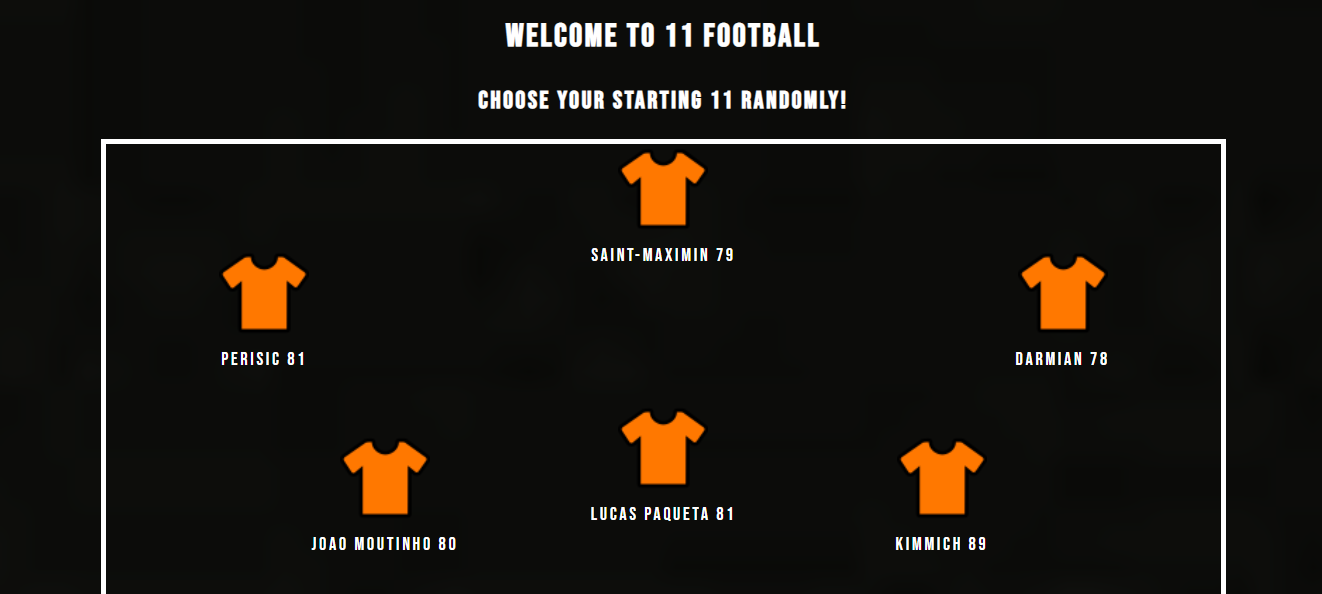 WELCOME TO 11 FOOTBALL
CHOOSE YOUR STARTING 11 RANDOMLY!
SAINT-MAXIMIN 79
PERISIC 81
DARMIAN 78
LUCAS PAQUETA 81
JOAO MOUTINHO 80
KIMMICH 89